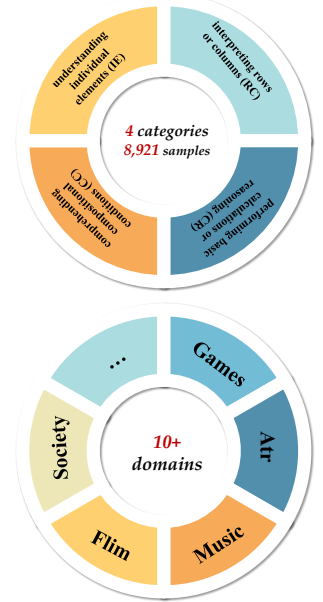 understanding
individual
elements (IE)
interpreting rows
or columns (RC)
4 categories
8,921 samples
comprehending
compositional
conditions (CC)
performing basic
calculations or
reasoning (CR)
...
Games
Society
Atr
10+
domains
Flim
Music